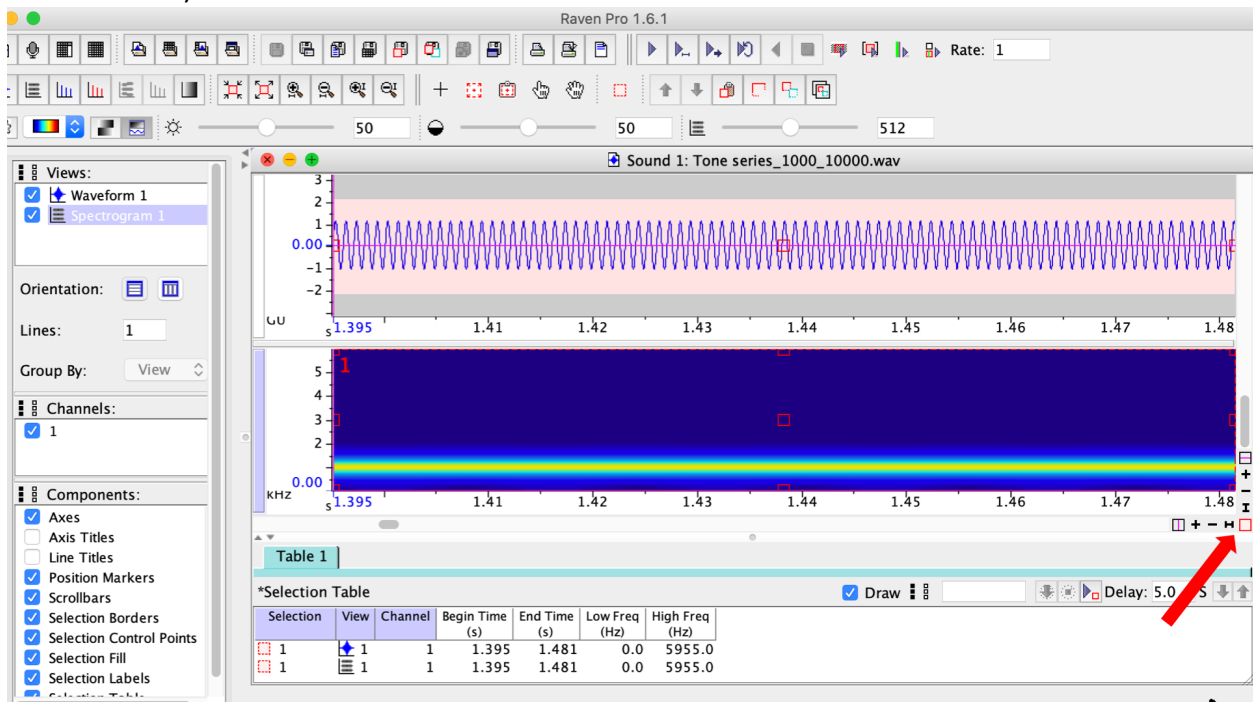 Raven Pro 1.6.1
Rate: 1
50 50 512
Sound 1: Tone series_1000_10000.wav
Views:
Waveform 1
Spectrogram 1
Orientation:
Lines: 1
Group By: View
Channels:
1
Components:
Axes
Axis Titles
Line Titles
Position Markers
Scrollbars
Selection Borders
Selection Control Points
Selection Fill
Selection Labels
3
2
1
0.00
-1
-2
GU
s 1.395 1.41 1.42 1.43 1.44 1.45 1.46 1.47 1.48
1
5
4
3
2
0.00
kHz
s 1.395 1.41 1.42 1.43 1.44 1.45 1.46 1.47 1.48
Table 1
*Selection Table Draw Delay: 5.0 S
Selection View Channel Begin Time (s) End Time (s) Low Freq (Hz) High Freq (Hz)
1 1 1 1.395 1.481 0.0 5955.0
1 1 1 1.395 1.481 0.0 5955.0